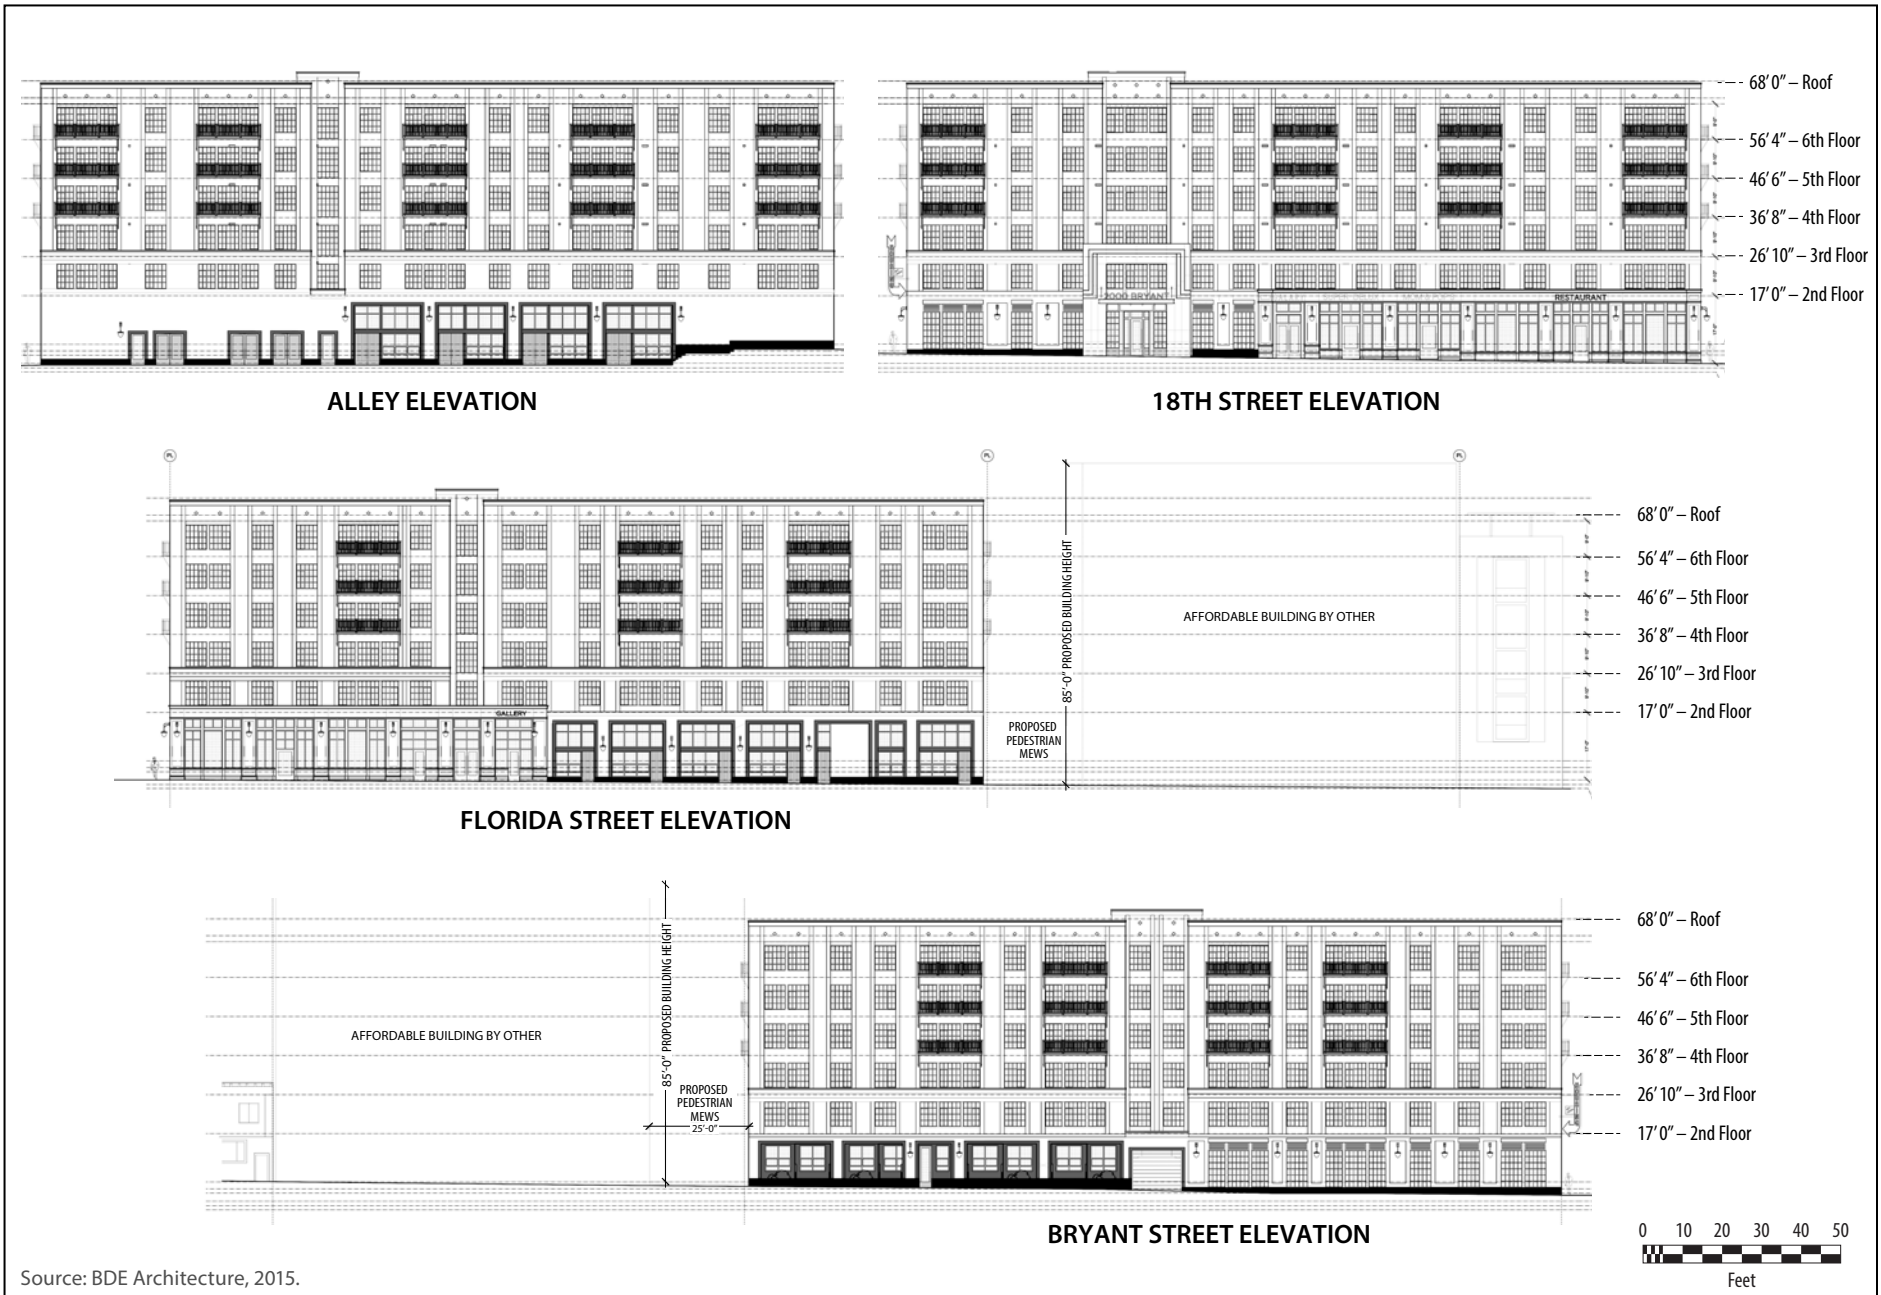 68' 0" – Roof
56' 4" – 6th Floor
46' 6" – 5th Floor
36' 8" – 4th Floor
26' 10" – 3rd Floor
17' 0" – 2nd Floor
2000 BRYANT
RESTAURANT
ALLEY ELEVATION
18TH STREET ELEVATION
PL
PL
PL
68' 0" – Roof
56' 4" – 6th Floor
46' 6" – 5th Floor
36' 8" – 4th Floor
26' 10" – 3rd Floor
17' 0" – 2nd Floor
85'-0" PROPOSED BUILDING HEIGHT
AFFORDABLE BUILDING BY OTHER
GALLERY
PROPOSED
PEDESTRIAN
MEWS
FLORIDA STREET ELEVATION
68' 0" – Roof
56' 4" – 6th Floor
46' 6" – 5th Floor
36' 8" – 4th Floor
26' 10" – 3rd Floor
17' 0" – 2nd Floor
85'-0" PROPOSED BUILDING HEIGHT
AFFORDABLE BUILDING BY OTHER
PROPOSED
PEDESTRIAN
MEWS
25'-0"
BRYANT STREET ELEVATION
0 10 20 30 40 50
Feet
Source: BDE Architecture, 2015.